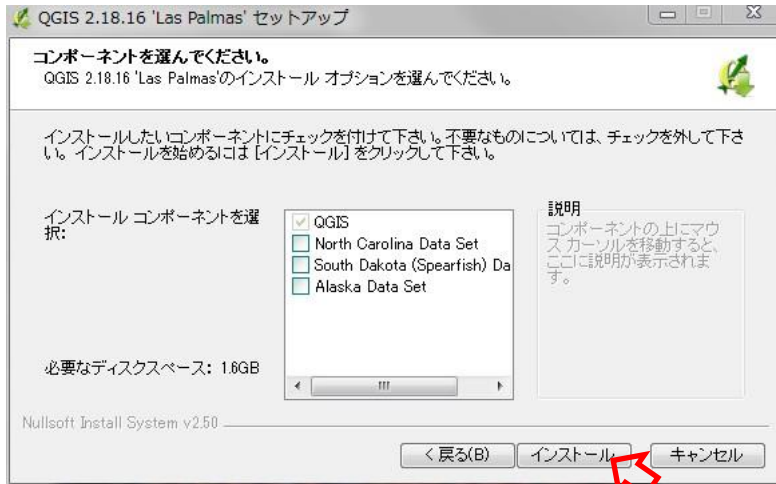 QGIS 2.18.16 'Las Palmas' セットアップ
コンポーネントを選んでください。
QGIS 2.18.16 'Las Palmas'のインストール オプションを選んでください。
インストールしたいコンポーネントにチェックを付けて下さい。不要なものについては、チェックを外して下さ
い。インストールを始めるには [インストール] をクリックして下さい。
インストール コンポーネントを選
択:
QGIS
North Carolina Data Set
South Dakota (Spearfish) Da
Alaska Data Set
説明
コンポーネントの上にマウ
ス カーソルを移動すると、
ここに説明が表示されま
す。
必要なディスクスペース: 1.6GB
Nullsoft Install System v2.50
< 戻る(B)
インストール
キャンセル